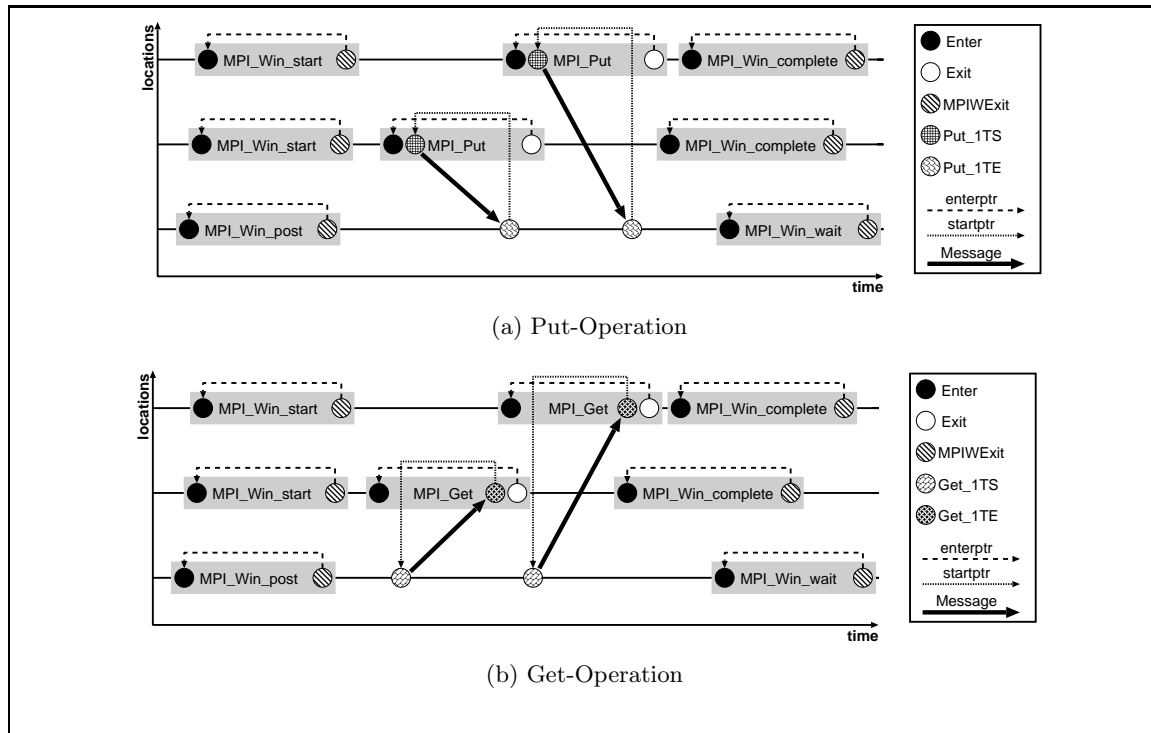 locations
MPI_Win_start
MPI_Put
MPI_Win_complete
MPI_Win_start
MPI_Put
MPI_Win_complete
MPI_Win_post
MPI_Win_wait
time
Enter
Exit
MPIWExit
Put_1TS
Put_1TE
enterptr
startptr
Message
(a) Put-Operation
locations
MPI_Win_start
MPI_Get
MPI_Win_complete
MPI_Win_start
MPI_Get
MPI_Win_complete
MPI_Win_post
MPI_Win_wait
time
Enter
Exit
MPIWExit
Get_1TS
Get_1TE
enterptr
startptr
Message
(b) Get-Operation